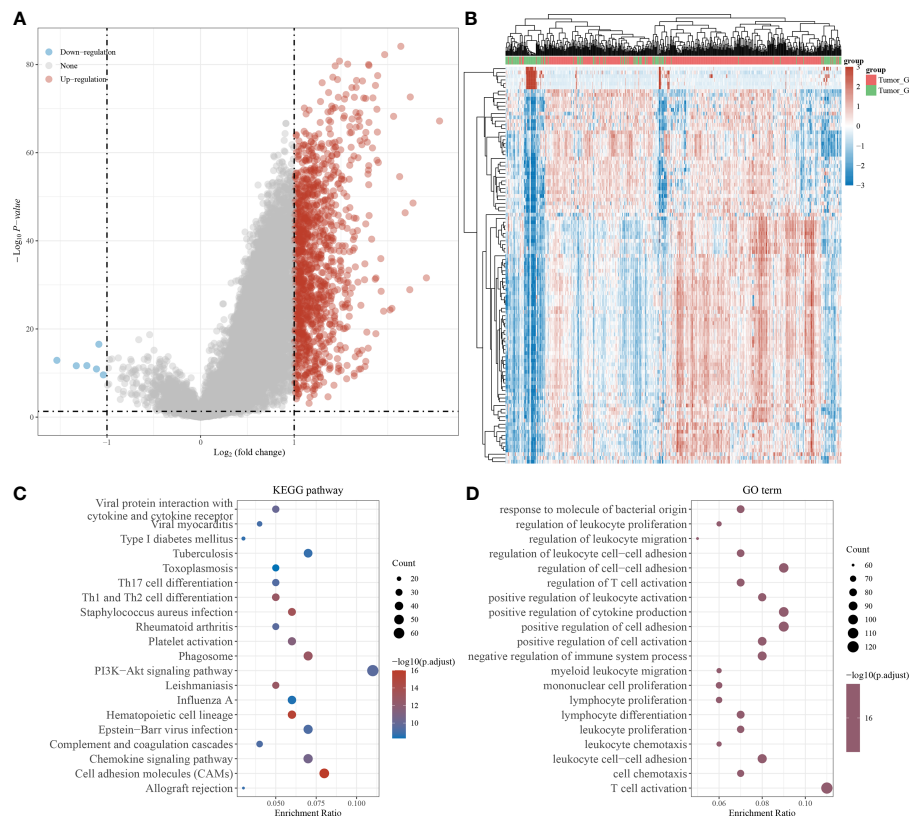 A
Down-regulation
None
Up-regulation
80
60
40
20
0
−1
0
1
−Log10 P−value
Log2 (fold change)
B
group
3
2
1
0
−1
−2
−3
group
Tumor_G
Tumor_G
C
KEGG pathway
Viral protein interaction with
cytokine and cytokine receptor
Viral myocarditis
Type I diabetes mellitus
Tuberculosis
Toxoplasmosis
Th17 cell differentiation
Th1 and Th2 cell differentiation
Staphylococcus aureus infection
Rheumatoid arthritis
Platelet activation
Phagosome
PI3K−Akt signaling pathway
Leishmaniasis
Influenza A
Hematopoietic cell lineage
Epstein−Barr virus infection
Complement and coagulation cascades
Chemokine signaling pathway
Cell adhesion molecules (CAMs)
Allograft rejection
0.050
0.075
0.100
Enrichment Ratio
Count
20
30
40
50
60
−log10(p.adjust)
16
14
12
10
D
GO term
response to molecule of bacterial origin
regulation of leukocyte proliferation
regulation of leukocyte migration
regulation of leukocyte cell−cell adhesion
regulation of cell−cell adhesion
regulation of T cell activation
positive regulation of leukocyte activation
positive regulation of cytokine production
positive regulation of cell adhesion
positive regulation of cell activation
negative regulation of immune system process
myeloid leukocyte migration
mononuclear cell proliferation
lymphocyte proliferation
lymphocyte differentiation
leukocyte proliferation
leukocyte chemotaxis
leukocyte cell−cell adhesion
cell chemotaxis
T cell activation
0.06
0.08
0.10
Enrichment Ratio
Count
60
70
80
90
100
110
120
−log10(p.adjust)
16